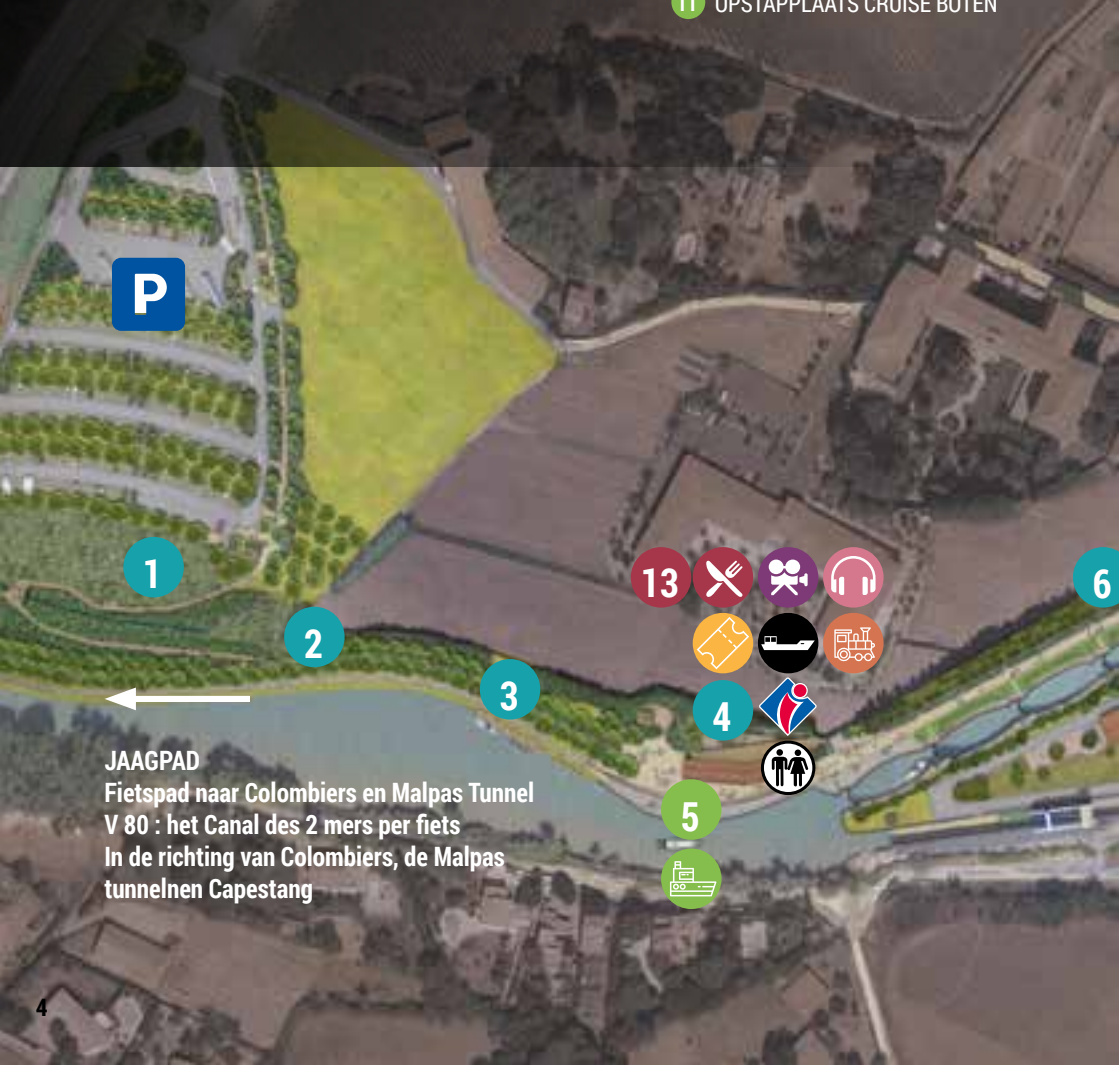 11 OPSTAPPLAATS CRUISE BOTEN
P
1
2
3
13
6
4
5
JAAGPAD
Fietspad naar Colombiers en Malpas Tunnel
V 80 : het Canal des 2 mers per fiets
In de richting van Colombiers, de Malpas
tunnelnen Capestang
4